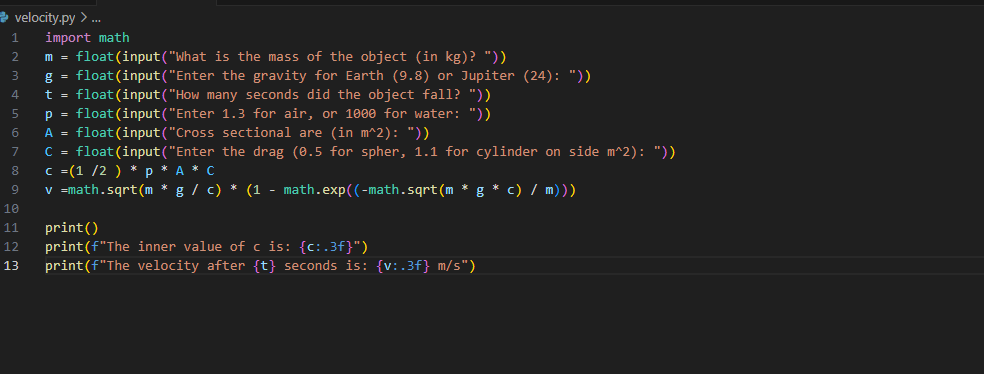 velocity.py > ...
1 import math
2 m = float(input("What is the mass of the object (in kg)? "))
3 g = float(input("Enter the gravity for Earth (9.8) or Jupiter (24): "))
4 t = float(input("How many seconds did the object fall? "))
5 p = float(input("Enter 1.3 for air, or 1000 for water: "))
6 A = float(input("Cross sectional are (in m^2): "))
7 C = float(input("Enter the drag (0.5 for spher, 1.1 for cylinder on side m^2): "))
8 c =(1 /2 ) * p * A * C
9 v =math.sqrt(m * g / c) * (1 - math.exp((-math.sqrt(m * g * c) / m)))
10
11 print()
12 print(f"The inner value of c is: {c:.3f}")
13 print(f"The velocity after {t} seconds is: {v:.3f} m/s")